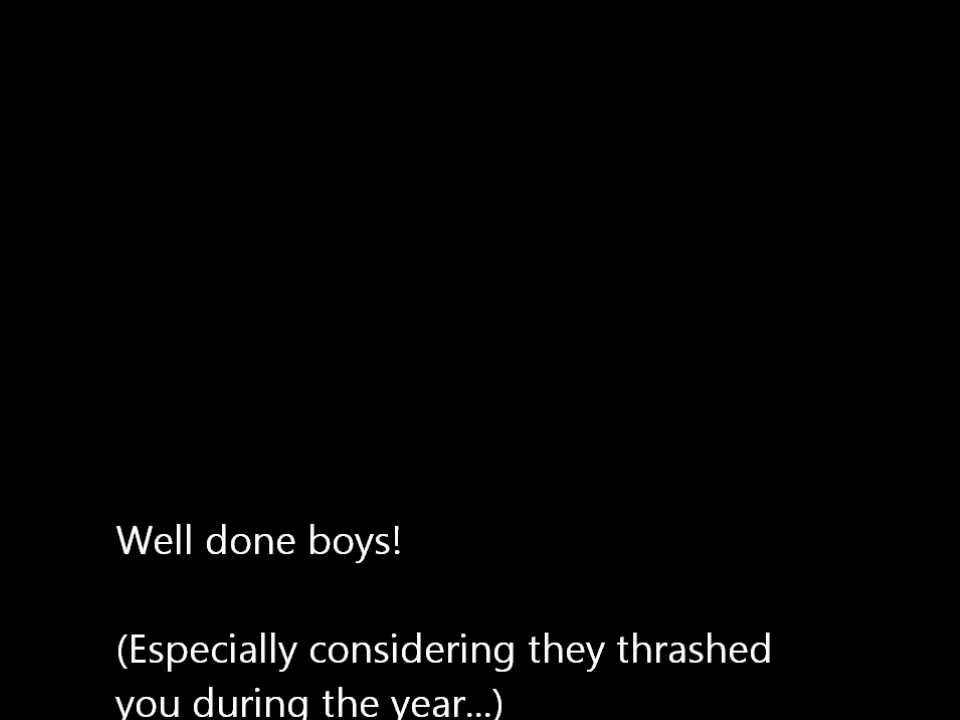 Well done boys!
(Especially considering they thrashed
you during the year...)